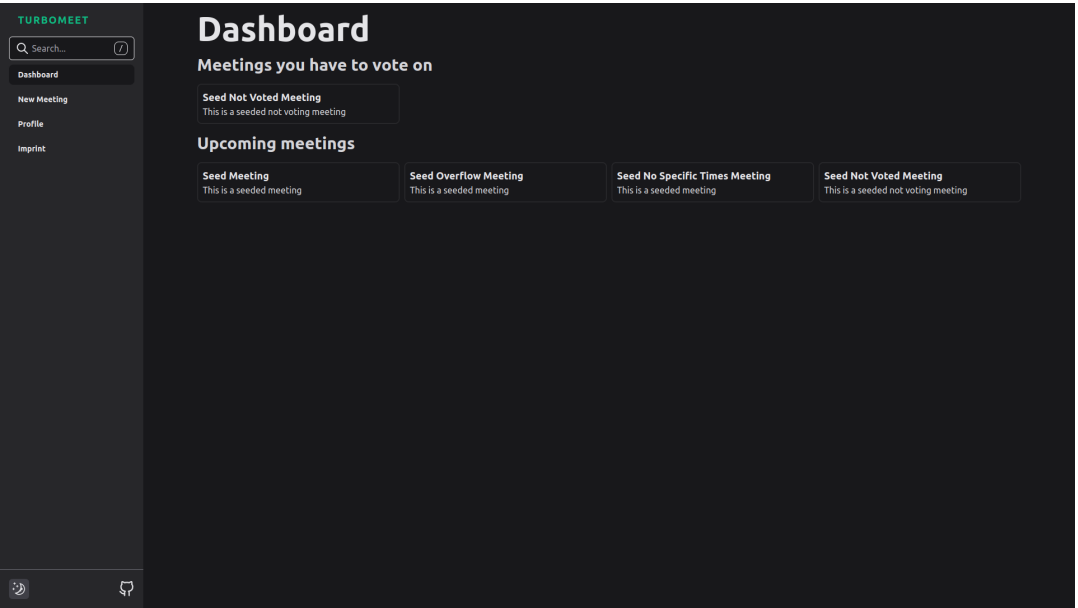 TURBOMEET
Search... /
Dashboard
New Meeting
Profile
Imprint
Dashboard
Meetings you have to vote on
Seed Not Voted Meeting
This is a seeded not voting meeting
Upcoming meetings
Seed Meeting
This is a seeded meeting
Seed Overflow Meeting
This is a seeded meeting
Seed No Specific Times Meeting
This is a seeded meeting
Seed Not Voted Meeting
This is a seeded not voting meeting